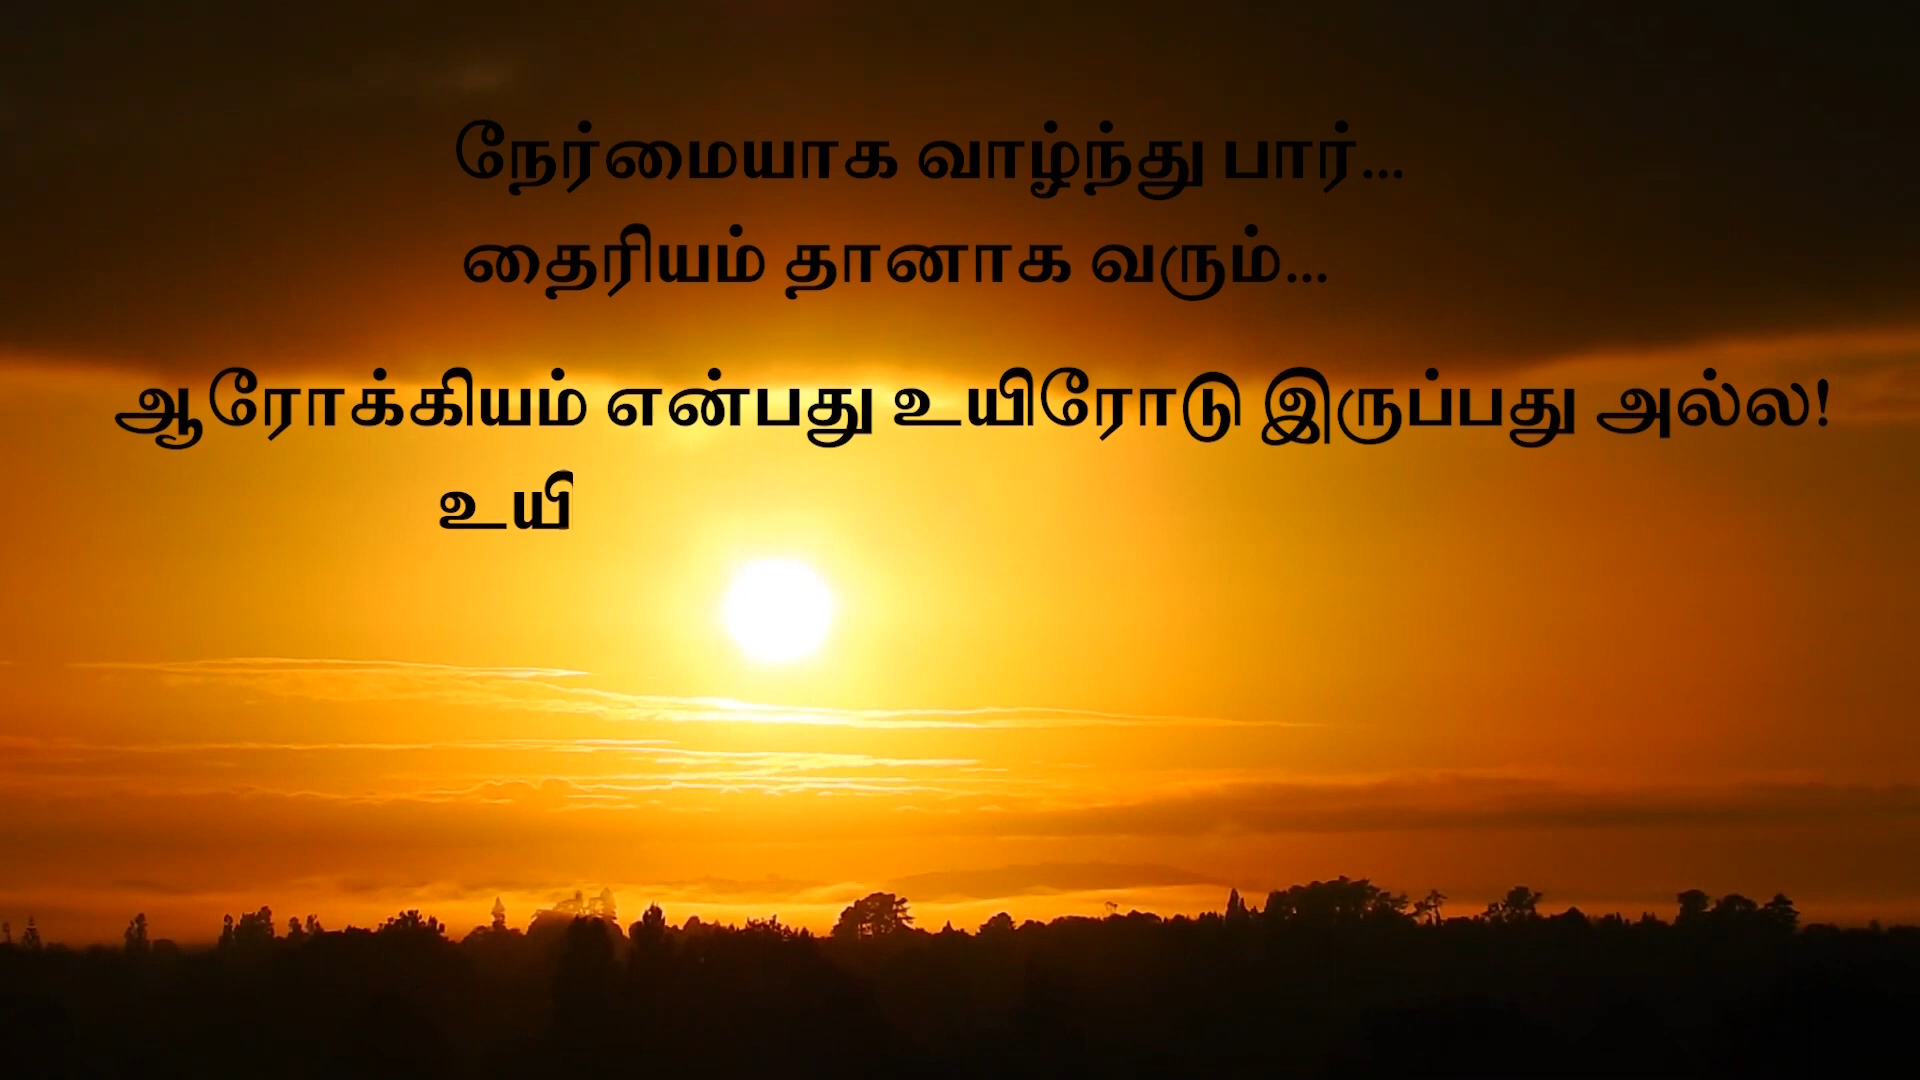 நேர்மையாக வாழ்ந்து பார்...
தைரியம் தானாக வரும்...
ஆரோக்கியம் என்பது உயிரோடு இருப்பது அல்ல!
உயி